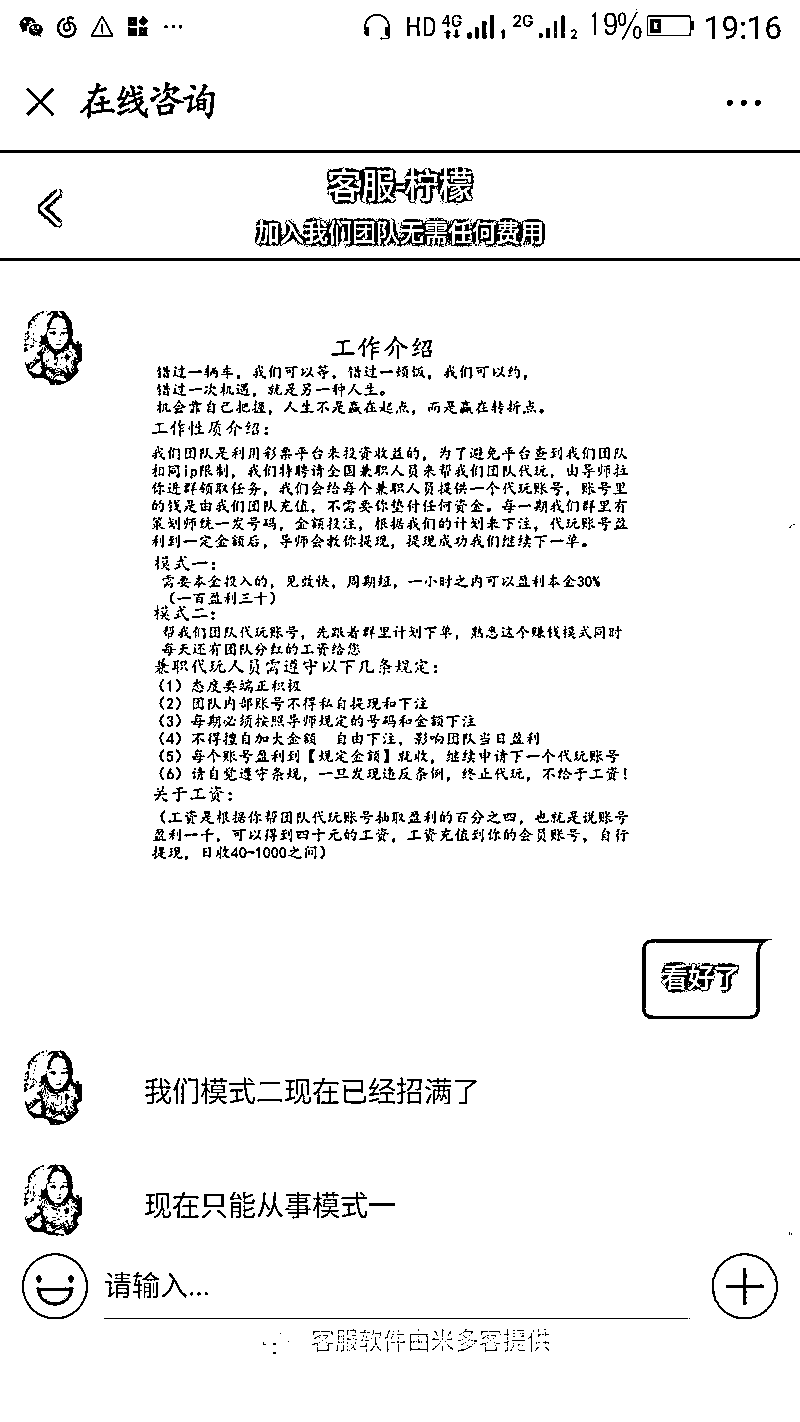 HD 4G 1 2G 2 19% 19:16
在线咨询
客服-柠檬
加入我们团队无需任何费用
工作介绍
错过一辆车，我们可以等，错过一顿饭，我们可以约，
错过一次机遇，就是另一种人生。
机会靠自己把握，人生不是赢在起点，而是赢在转折点。
工作性质介绍：
我们团队是利用彩票平台来投资收益的，为了避免平台查到我们团队
和同ip限制，我们特聘请全国兼职人员来帮我们团队代玩，由导师拉
你进群领取任务，我们会给每个兼职人员提供一个代玩账号，账号里
的钱是由我们团队充值，不需要你垫付任何资金。每一期我们群里有
策划师统一发号码，金额投注，根据我们的计划来下注，代玩账号盈
利到一定金额后，导师会教你提现，提现成功我们继续下一单。
模式一：
需要本金投入的，见效快，周期短，一小时之内可以盈利本金30%
（一百盈利三十）
模式二：
帮我们团队代玩账号，先跟着群里计划下单，熟悉这个赚钱模式同时
每天还有团队分红的工资给您
兼职代玩人员需遵守以下几条规定：
（1）态度要端正积极
（2）团队内部账号不得私自提现和下注
（3）每期必须按照导师规定的号码和金额下注
（4）不得擅自加大金额 自由下注，影响团队当日盈利
（5）每个账号盈利到【规定金额】就收，继续申请下一个代玩账号
（6）请自觉遵守条规，一旦发现违反条例，终止代玩，不给于工资！
关于工资：
（工资是根据你帮团队代玩账号抽取盈利的百分之四，也就是说账号
盈利一千，可以得到四十元的工资，工资充值到你的会员账号，自行
提现，日收40-1000之间）
看好了
我们模式二现在已经招满了
现在只能从事模式一
请输入...
客服软件由米多客提供